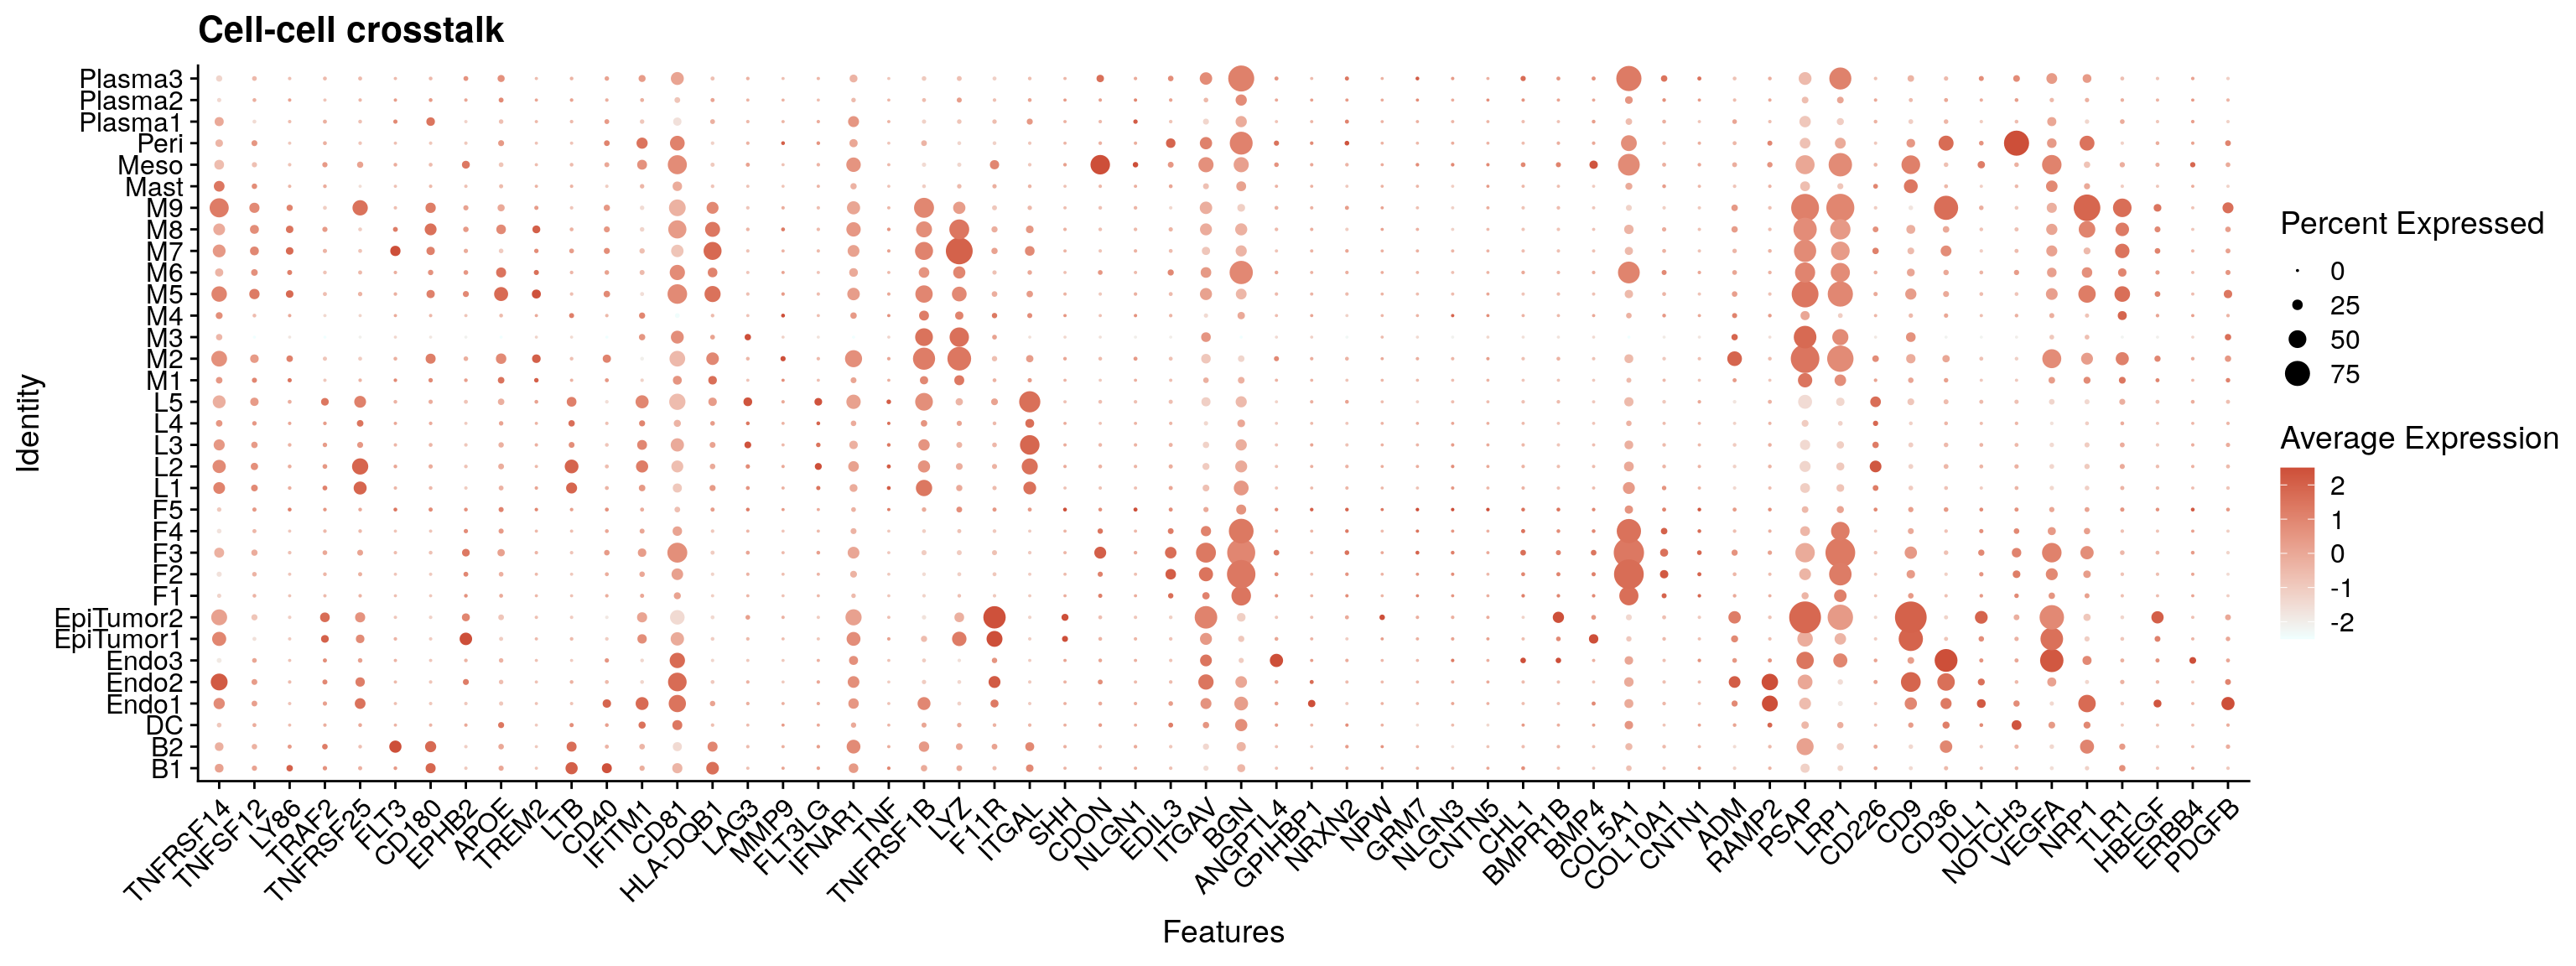 Cell-cell crosstalk
Identity
Plasma3
Plasma2
Plasma1
Peri
Meso
Mast
M9
M8
M7
M6
M5
M4
M3
M2
M1
L5
L4
L3
L2
L1
F5
F4
F3
F2
F1
EpiTumor2
EpiTumor1
Endo3
Endo2
Endo1
DC
B2
B1
TNFRSF14
TNFSF12
LY86
TRAF2
TNFRSF25
FLT3
CD180
EPHB2
APOE
TREM2
LTB
CD40
IFITM1
CD81
HLA-DQB1
LAG3
MMP9
FLT3LG
IFNAR1
TNF
TNFRSF1B
LYZ
F11R
ITGAL
SHH
CDON
NLGN1
EDIL3
ITGAV
BGN
ANGPTL4
GPIHBP1
NRXN2
NPW
GRM7
NLGN3
CNTN5
CHL1
BMPR1B
BMP4
COL5A1
COL10A1
CNTN1
ADM
RAMP2
PSAP
LRP1
CD226
CD9
CD36
DLL1
NOTCH3
VEGFA
NRP1
TLR1
HBEGF
ERBB4
PDGFB
Features
Percent Expressed
0
25
50
75
Average Expression
2
1
0
-1
-2